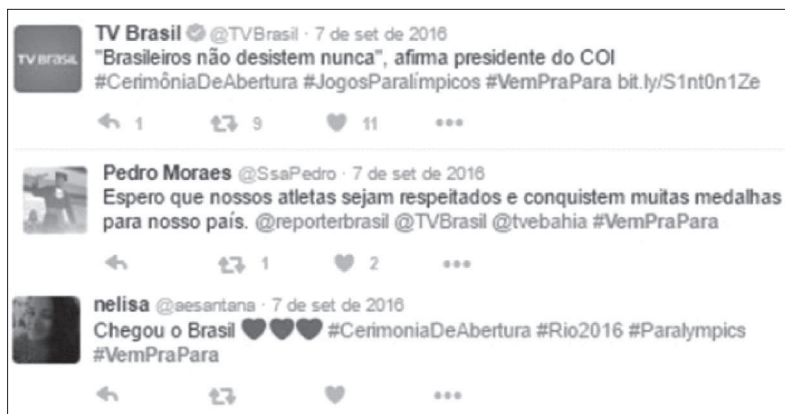 TV BRASIL
TV Brasil @TVBrasil · 7 de set de 2016
"Brasileiros não desistem nunca", afirma presidente do COI
#CerimôniaDeAbertura #JogosParalímpicos #VemPraPara bit.ly/S1nt0n1Ze
1 9 11
Pedro Moraes @SsaPedro · 7 de set de 2016
Espero que nossos atletas sejam respeitados e conquistem muitas medalhas
para nosso país. @reporterbrasil @TVBrasil @tvebahia #VemPraPara
1 2
nelisa @aesantana · 7 de set de 2016
Chegou o Brasil ♥♥♥ #CerimoniaDeAbertura #Rio2016 #Paralympics
#VemPraPara